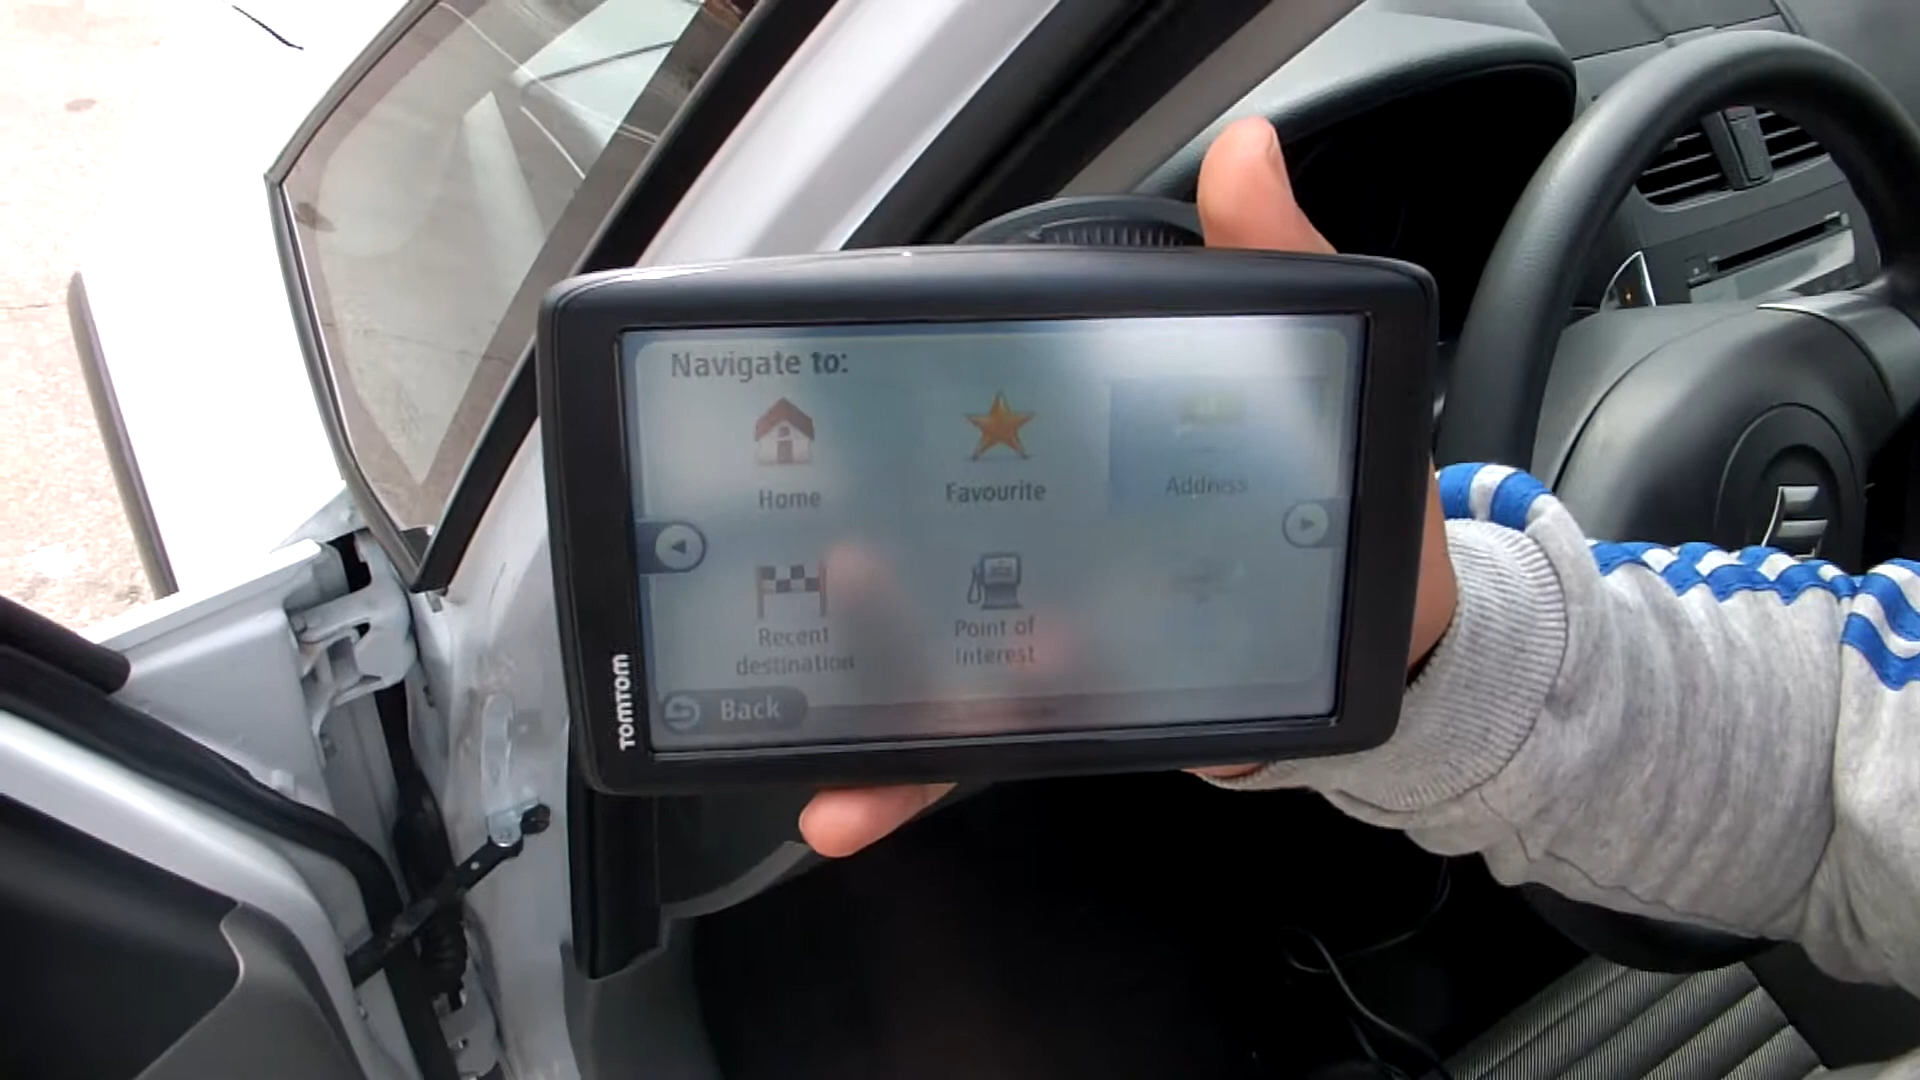 Navigate to:
Home
Favourite
Address
Recent
destination
Point of
Interest
Back
TOMTOM